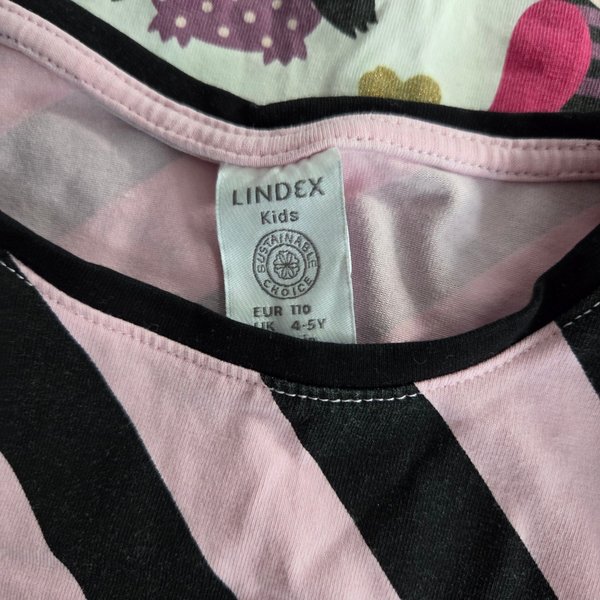 LINDEX
Kids
SUSTAINABLE
CHOICE
EUR 110
UK 4-5Y